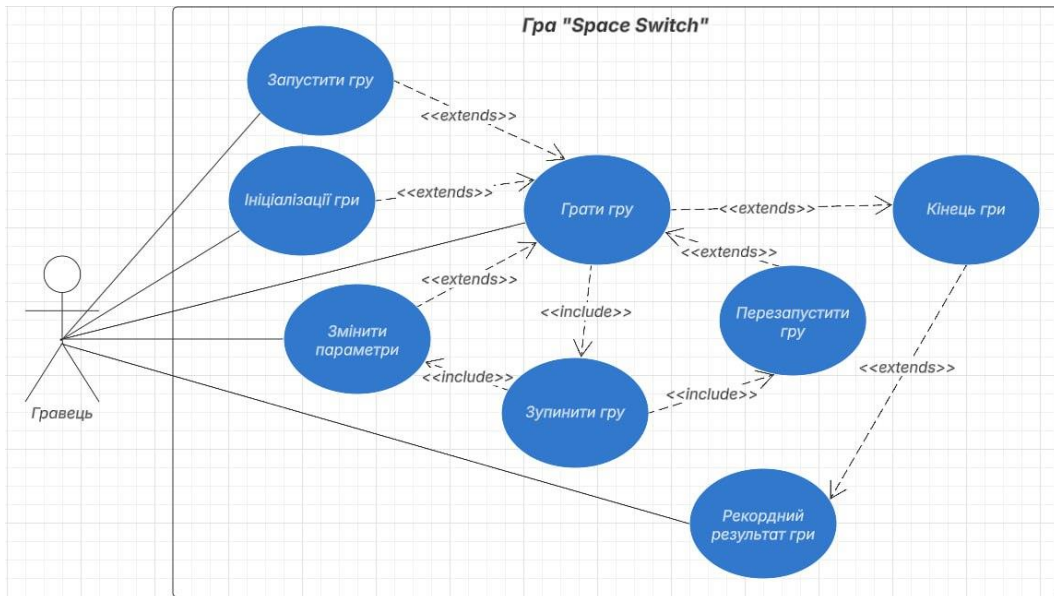 Гра "Space Switch"
Запустити гру
<<extends>>
Ініціалізації гри
<<extends>>
Грати гру
<<extends>>
Кінець гри
<<extends>>
<<extends>>
Змінити
параметри
<<include>>
Перезапустити
гру
<<include>>
Зупинити гру
<<include>>
<<extends>>
Гравець
Рекордний
результат гри